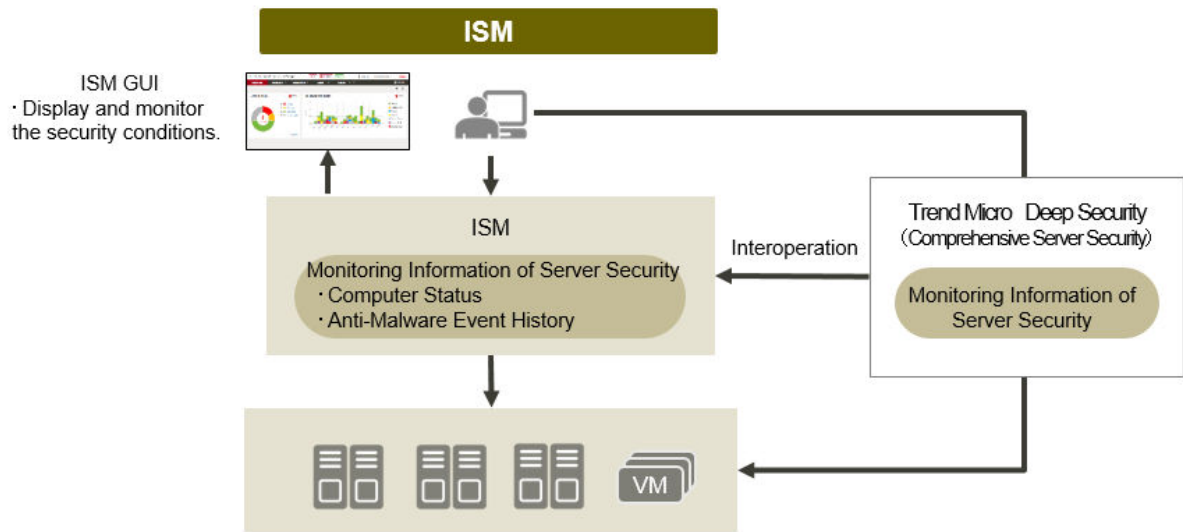 ISM
ISM GUI
・Display and monitor
the security conditions.
ISM
Monitoring Information of Server Security
・Computer Status
・Anti-Malware Event History
Interoperation
Trend Micro Deep Security
(Comprehensive Server Security)
Monitoring Information of
Server Security
VM